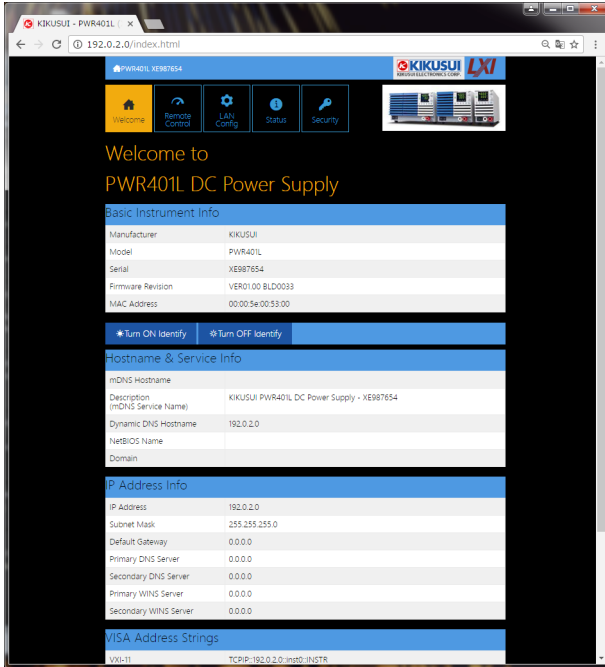 KIKUSUI - PWR401L (
192.0.2.0/index.html
PWR401L XE987654
KIKUSUI LXI
KIKUSUI ELECTRONICS CORP.
Welcome
Remote Control
LAN Config
Status
Security
Welcome to
PWR401L DC Power Supply
Basic Instrument Info
Manufacturer KIKUSUI
Model PWR401L
Serial XE987654
Firmware Revision VER01.00 BLD0033
MAC Address 00:00:5e:00:53:00
Turn ON Identify Turn OFF Identify
Hostname & Service Info
mDNS Hostname
Description KIKUSUI PWR401L DC Power Supply - XE987654
(mDNS Service Name)
Dynamic DNS Hostname 192.0.2.0
NetBIOS Name
Domain
IP Address Info
IP Address 192.0.2.0
Subnet Mask 255.255.255.0
Default Gateway 0.0.0.0
Primary DNS Server 0.0.0.0
Secondary DNS Server 0.0.0.0
Primary WINS Server 0.0.0.0
Secondary WINS Server 0.0.0.0
VISA Address Strings
VXI-11 TCPIP::192.0.2.0::inst0::INSTR